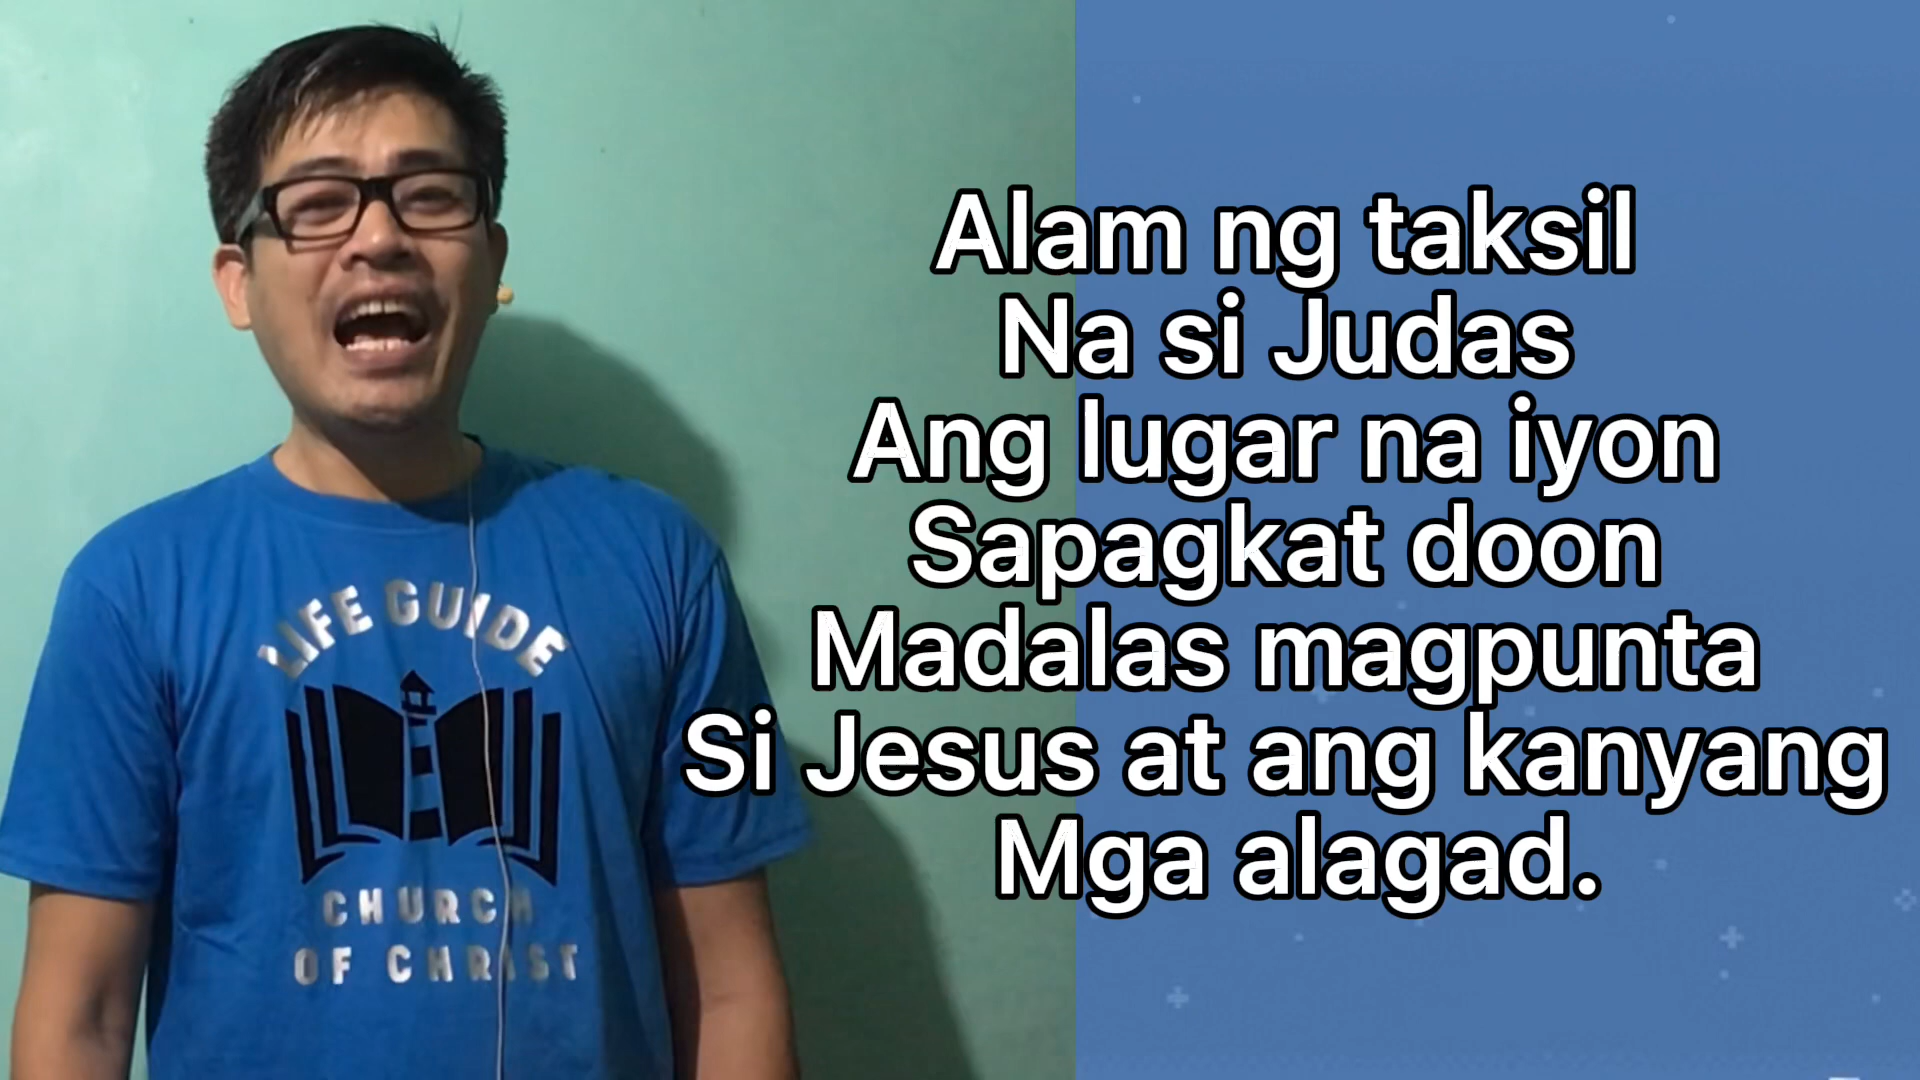 Alam ng taksil
Na si Judas
Ang lugar na iyon
Sapagkat doon
Madalas magpunta
Si Jesus at ang kanyang
Mga alagad.
LIFE GUIDE
CHURCH
OF CHRIST